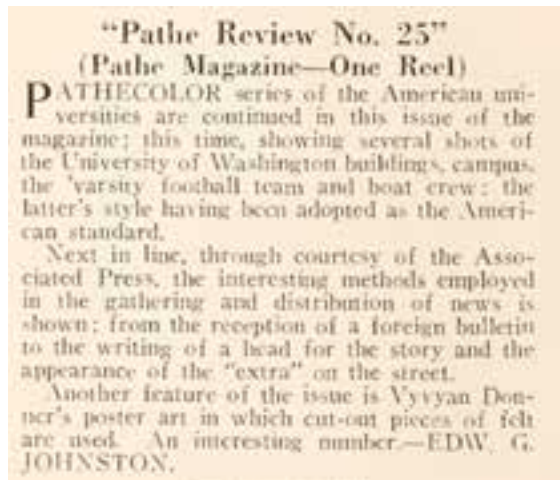 "Pathe Review No. 25"
(Pathe Magazine—One Reel)
PATHECOLOR series of the American uni-
versities are continued in this issue of the
magazine; this time, showing several shots of
the University of Washington buildings, campus,
the 'varsity football team and boat crew; the
latter's style having been adopted as the Ameri-
can standard.
Next in line, through courtesy of the Asso-
ciated Press, the interesting methods employed
in the gathering and distribution of news is
shown; from the reception of a foreign bulletin
to the writing of a head for the story and the
appearance of the "extra" on the street.
Another feature of the issue is Vyvyan Don-
ner's poster art in which cut-out pieces of felt
are used. An interesting number.—EDW. G.
JOHNSTON.